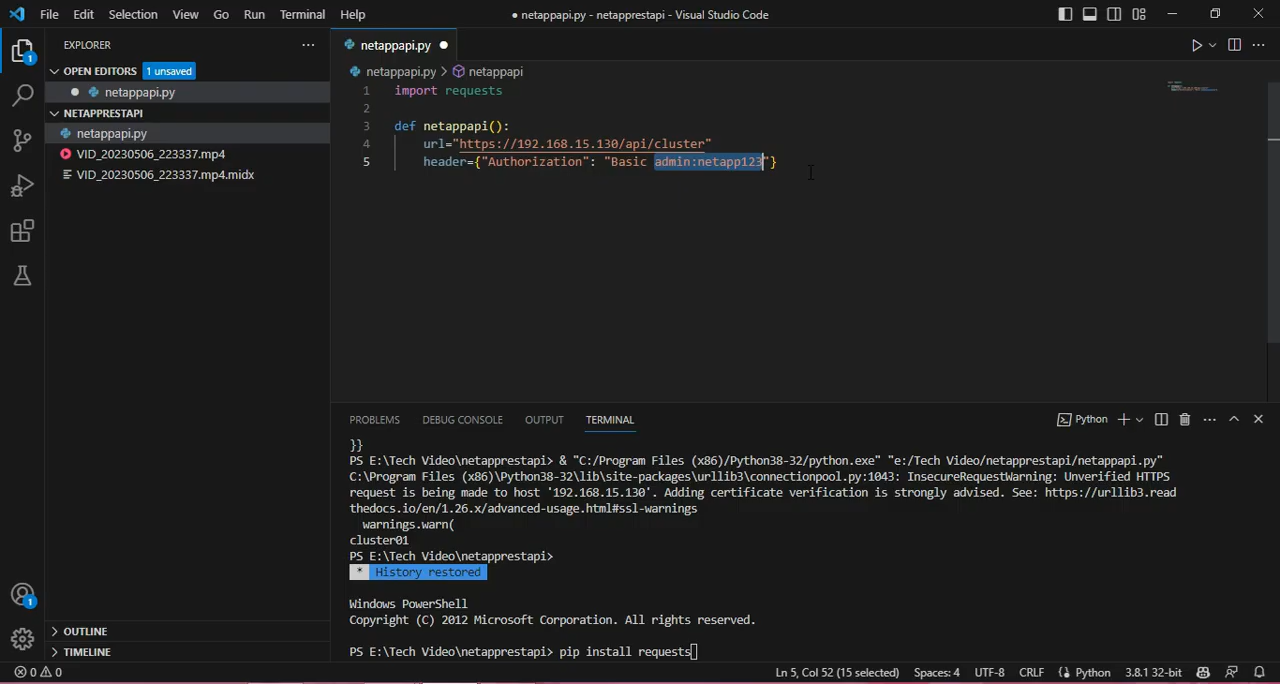 File Edit Selection View Go Run Terminal Help
● netappapi.py - netapprestapi - Visual Studio Code
EXPLORER
OPEN EDITORS 1 unsaved
netappapi.py
NETAPPRESTAPI
netappapi.py
VID_20230506_223337.mp4
VID_20230506_223337.mp4.midx
OUTLINE
TIMELINE
1
1
netappapi.py
netappapi.py > netappapi
1 import requests
2
3 def netappapi():
4 url="https://192.168.15.130/api/cluster"
5 header={"Authorization": "Basic admin:netapp123"}
PROBLEMS DEBUG CONSOLE OUTPUT TERMINAL
Python
}}
PS E:\Tech Video\netapprestapi> & "C:/Program Files (x86)/Python38-32/python.exe" "e:/Tech Video/netapprestapi/netappapi.py"
C:\Program Files (x86)\Python38-32\lib\site-packages\urllib3\connectionpool.py:1043: InsecureRequestWarning: Unverified HTTPS
request is being made to host '192.168.15.130'. Adding certificate verification is strongly advised. See: https://urllib3.read
thedocs.io/en/1.26.x/advanced-usage.html#ssl-warnings
warnings.warn(
cluster01
PS E:\Tech Video\netapprestapi>
* History restored
Windows PowerShell
Copyright (C) 2012 Microsoft Corporation. All rights reserved.
PS E:\Tech Video\netapprestapi> pip install requests
0 0
Ln 5, Col 52 (15 selected) Spaces: 4 UTF-8 CRLF Python 3.8.1 32-bit